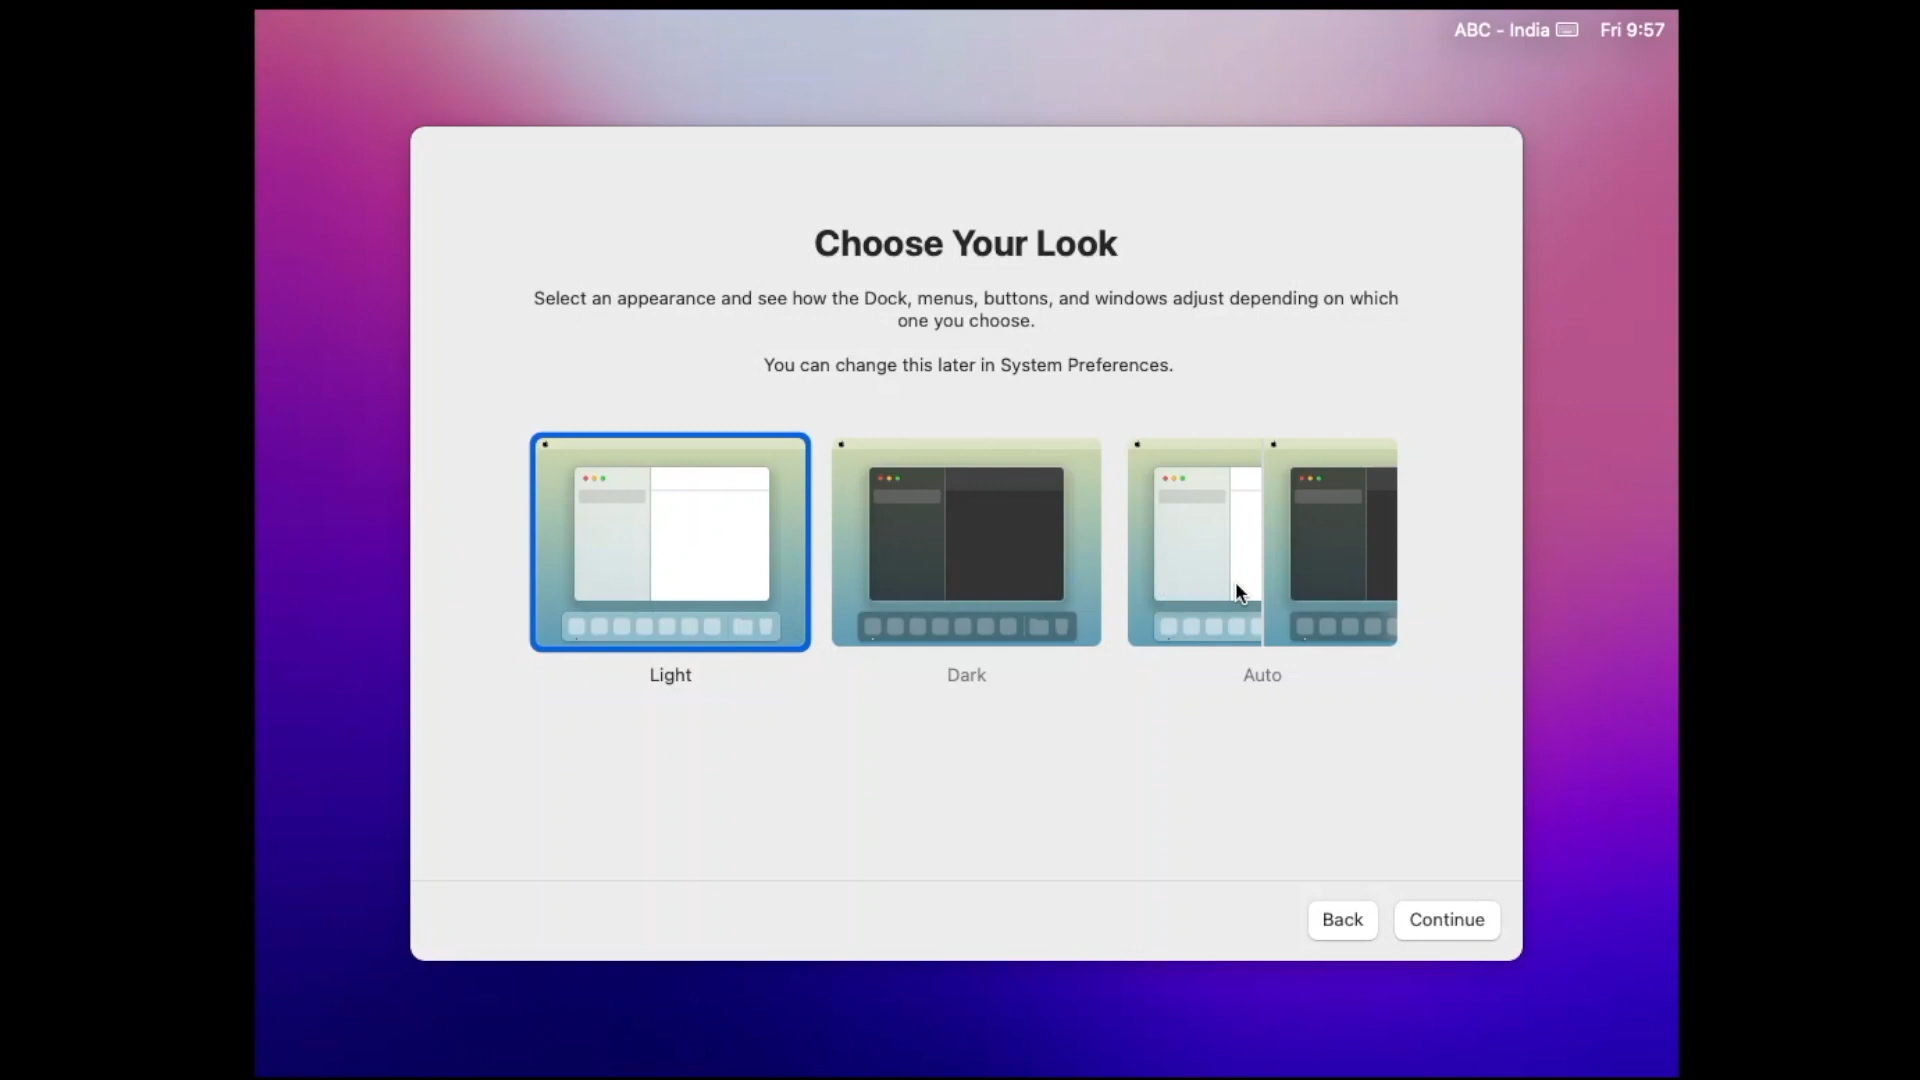 ABC - India Fri 9:57
Choose Your Look
Select an appearance and see how the Dock, menus, buttons, and windows adjust depending on which
one you choose.
You can change this later in System Preferences.
Light Dark Auto
Back Continue